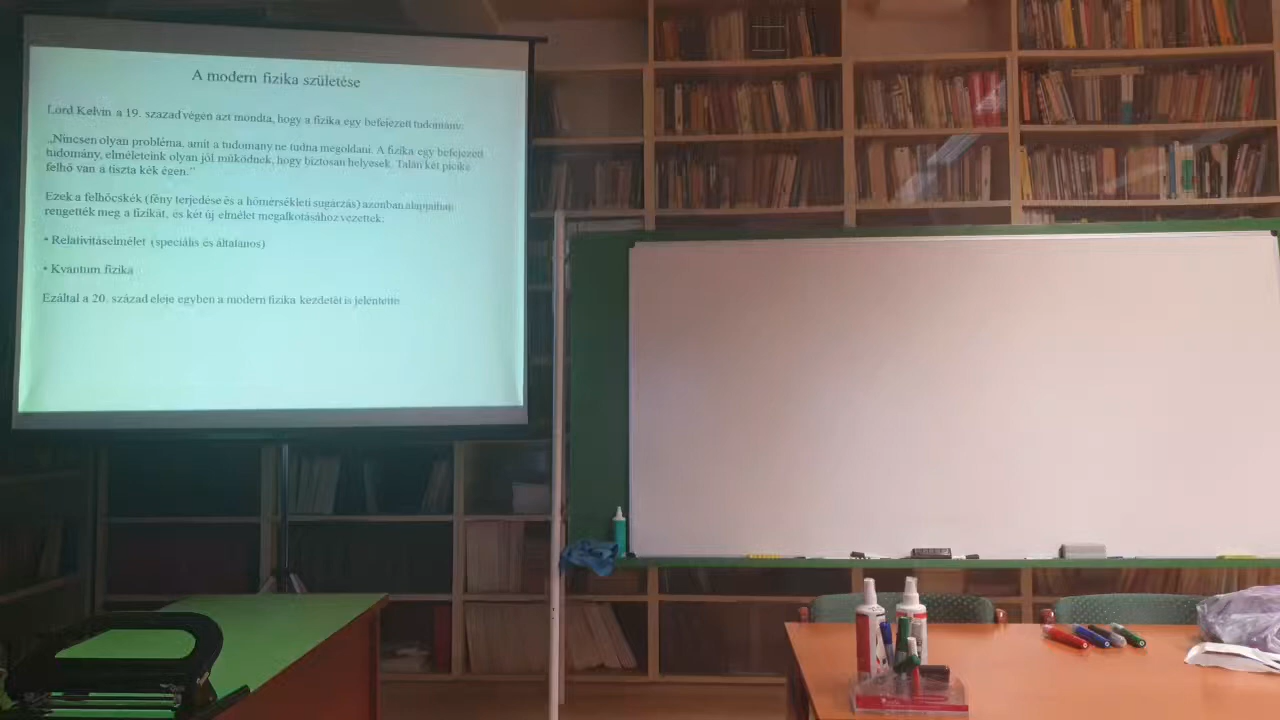 A modern fizika születése
Lord Kelvin a 19. század végén azt mondta, hogy a fizika egy befejezett tudomány:
„Nincsen olyan probléma, amit a tudomány ne tudna megoldani. A fizika egy befejezett
tudomány, elméleteink olyan jól működnek, hogy biztosan helyesek. Talán két picike
felhő van a tiszta kék égen.”
Ezek a felhőcskék (fény terjedése és a hőmérsékleti sugárzás) azonban alapjaiban
rengették meg a fizikát, és két új elmélet megalkotásához vezettek:
• Relativitáselmélet (speciális és általános)
• Kvantum fizika
Ezáltal a 20. század eleje egyben a modern fizika kezdetét is jelentette